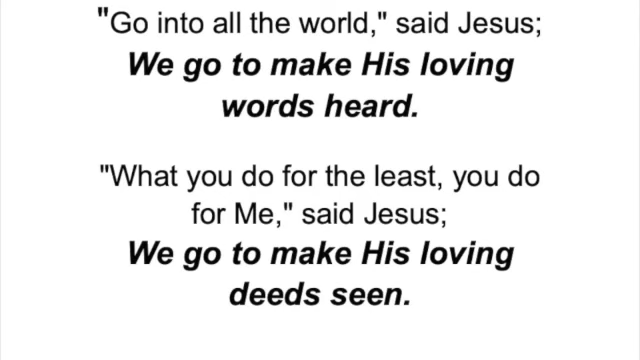 "Go into all the world," said Jesus;
We go to make His loving
words heard.
"What you do for the least, you do
for Me," said Jesus;
We go to make His loving
deeds seen.